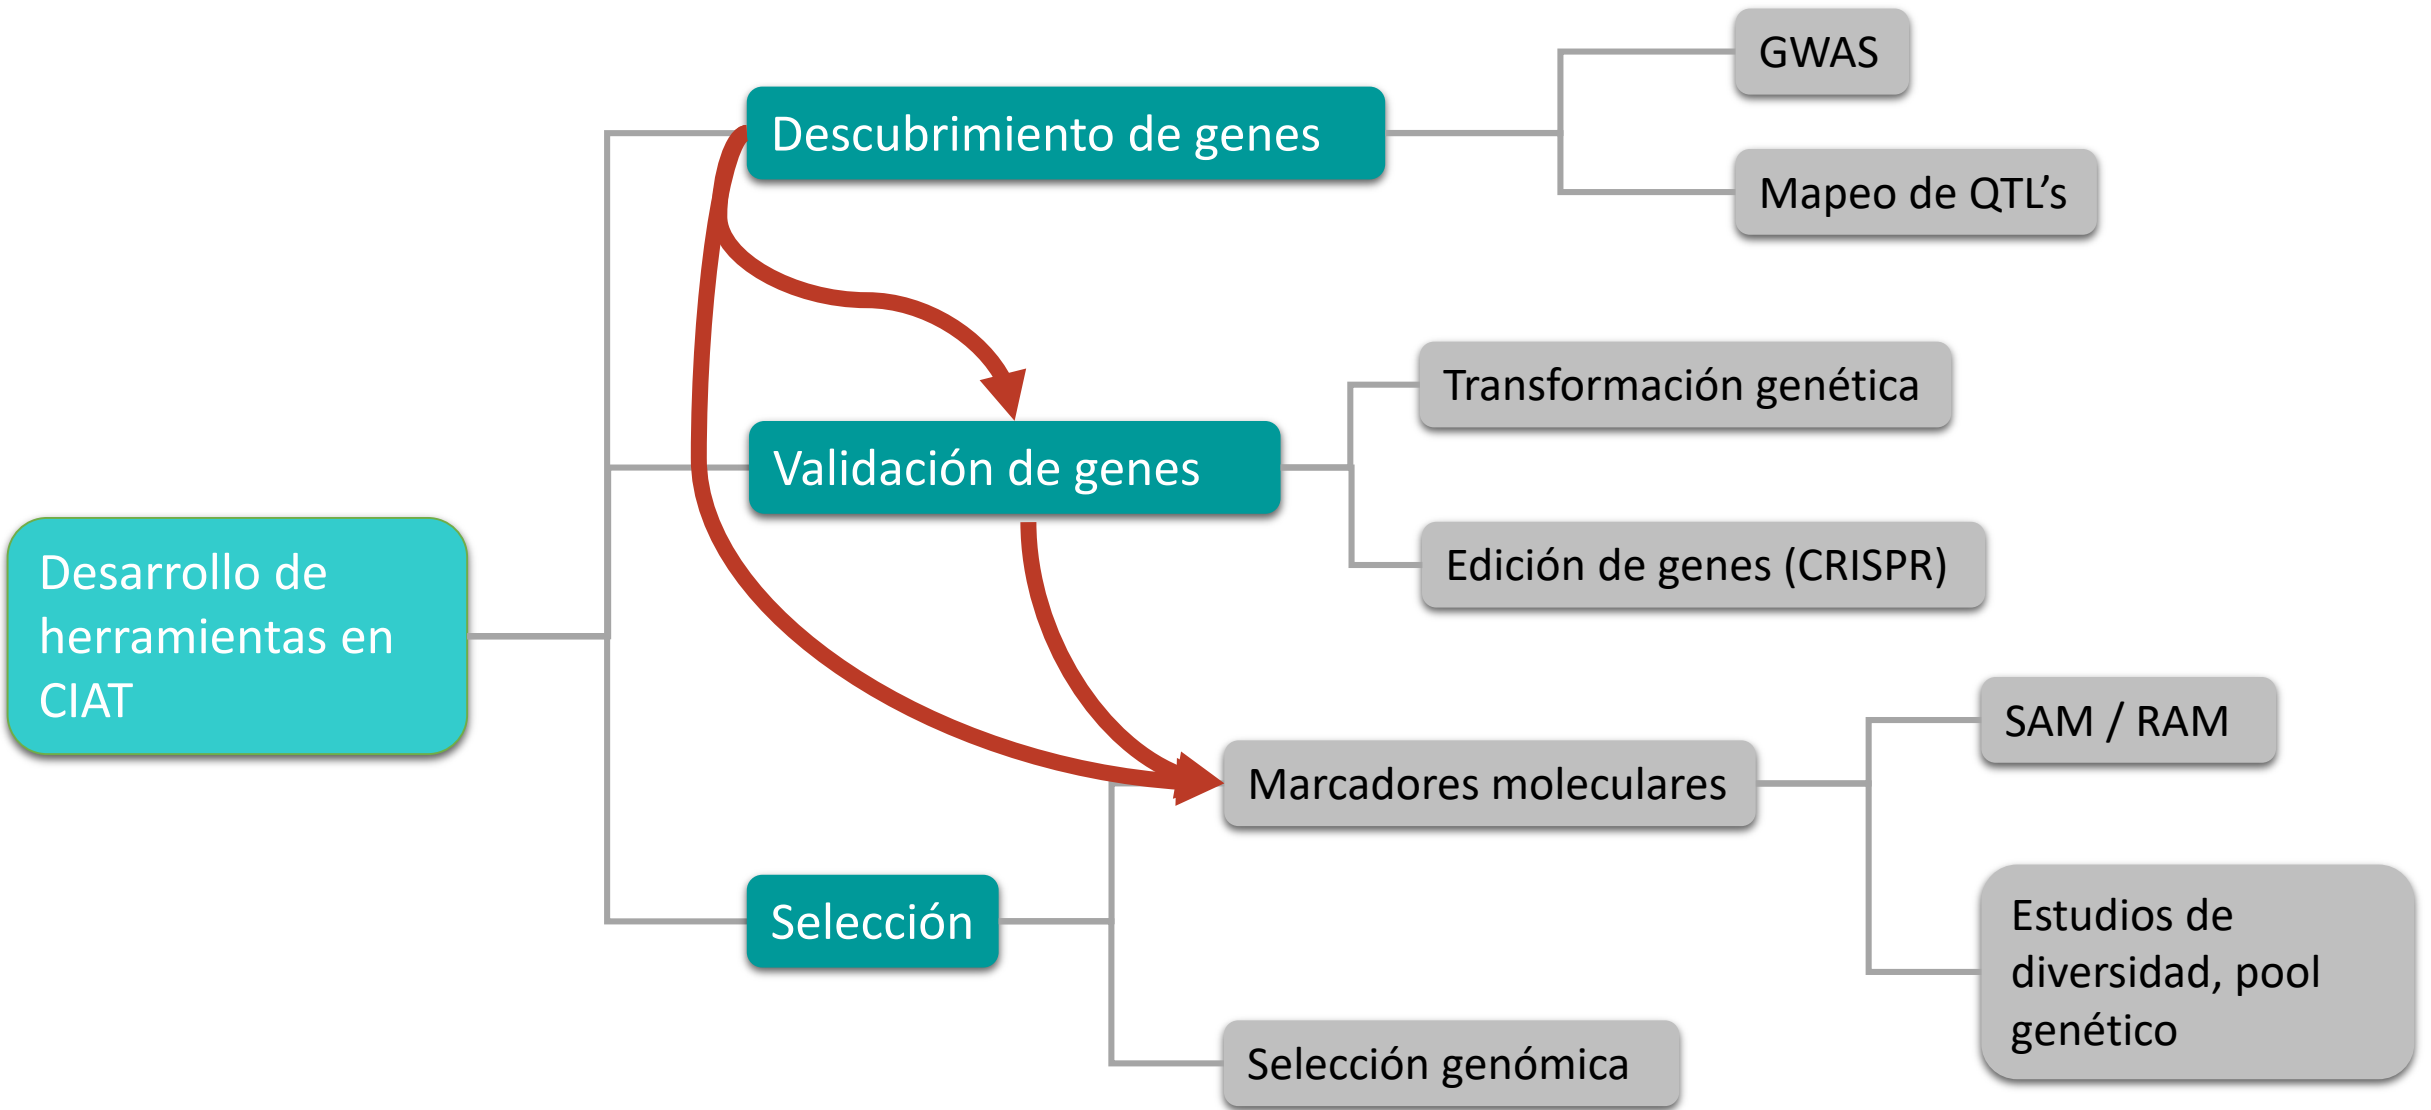 GWAS
Descubrimiento de genes
Mapeo de QTL’s
Transformación genética
Validación de genes
Edición de genes (CRISPR)
Desarrollo de
herramientas en
CIAT
SAM / RAM
Marcadores moleculares
Selección
Estudios de
diversidad, pool
genético
Selección genómica